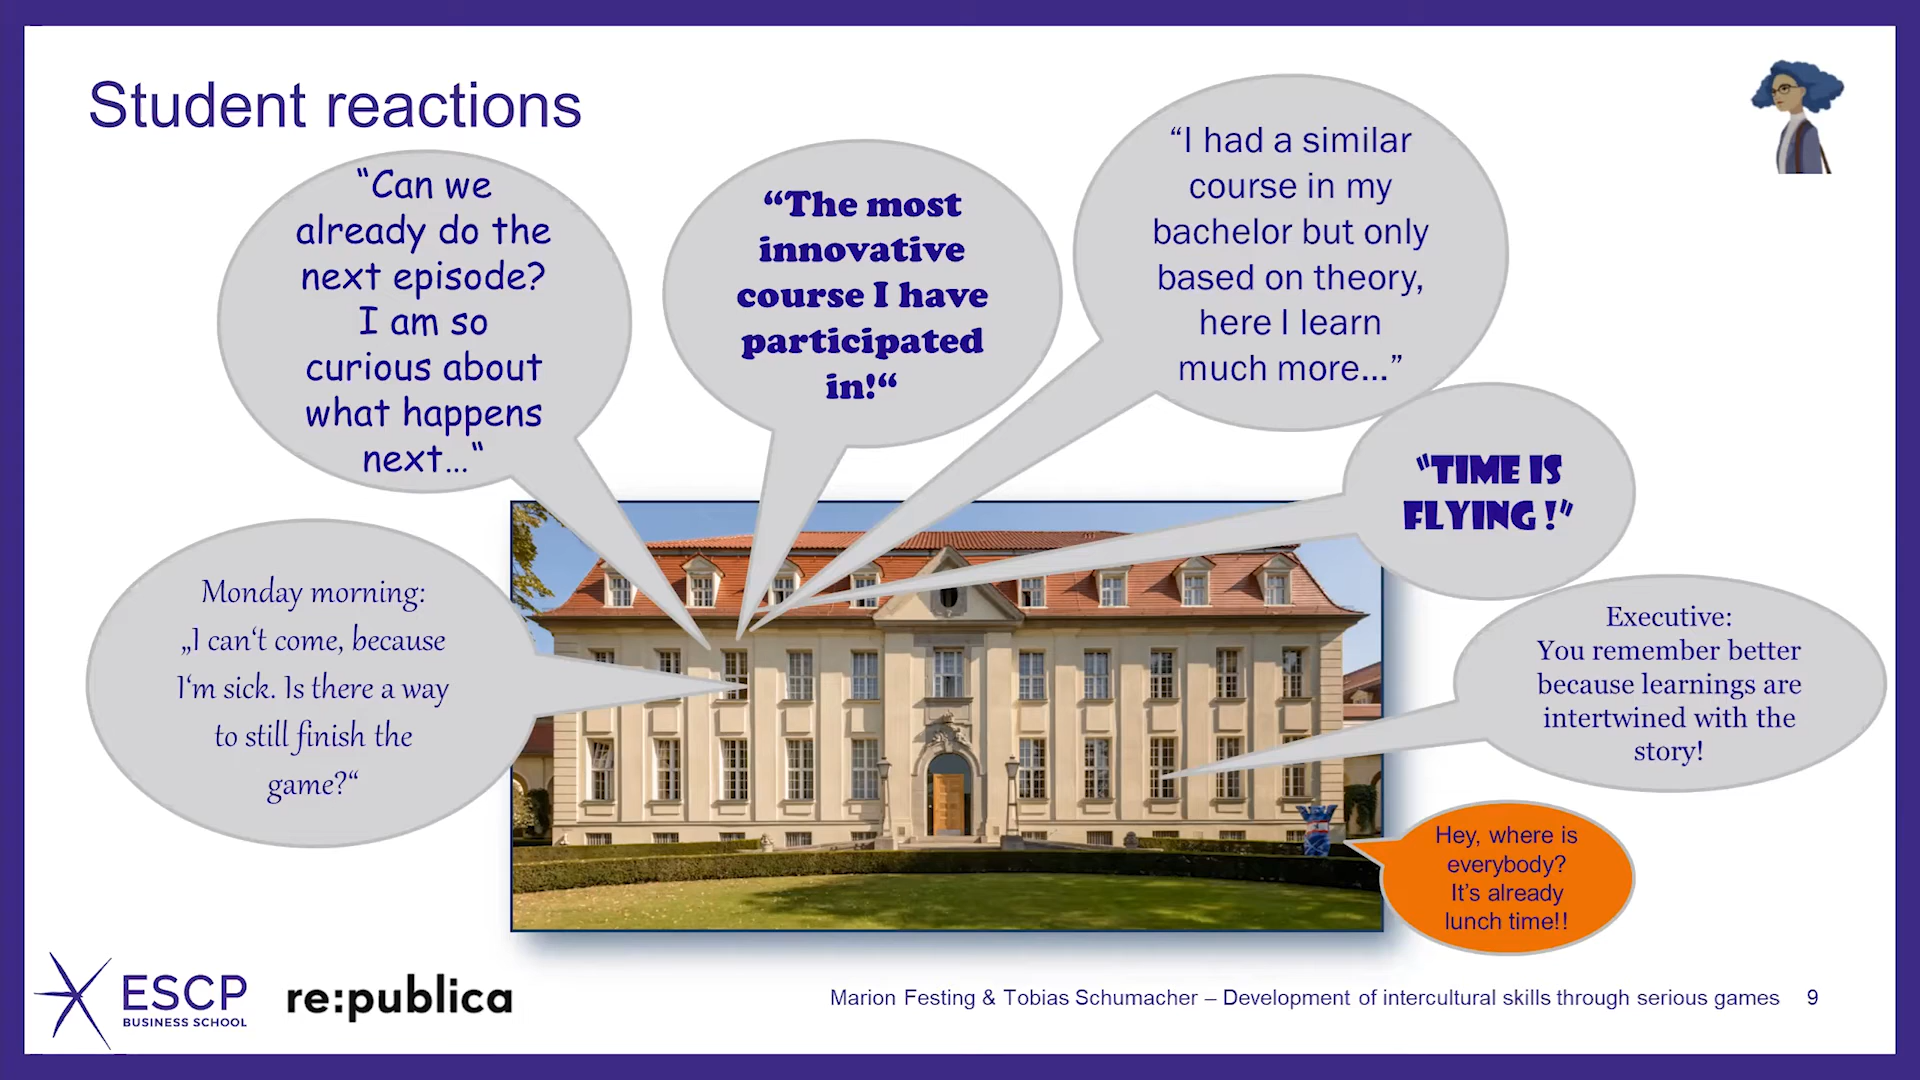 Student reactions
“Can we
already do the
next episode?
I am so
curious about
what happens
next...“
“The most
innovative
course I have
participated
in!“
“I had a similar
course in my
bachelor but only
based on theory,
here I learn
much more...”
“TIME IS
FLYING !”
Monday morning:
„I can‘t come, because
I‘m sick. Is there a way
to still finish the
game?“
Executive:
You remember better
because learnings are
intertwined with the
story!
Hey, where is
everybody?
It’s already
lunch time!!
ESCP
BUSINESS SCHOOL
re:publica
Marion Festing & Tobias Schumacher – Development of intercultural skills through serious games 9